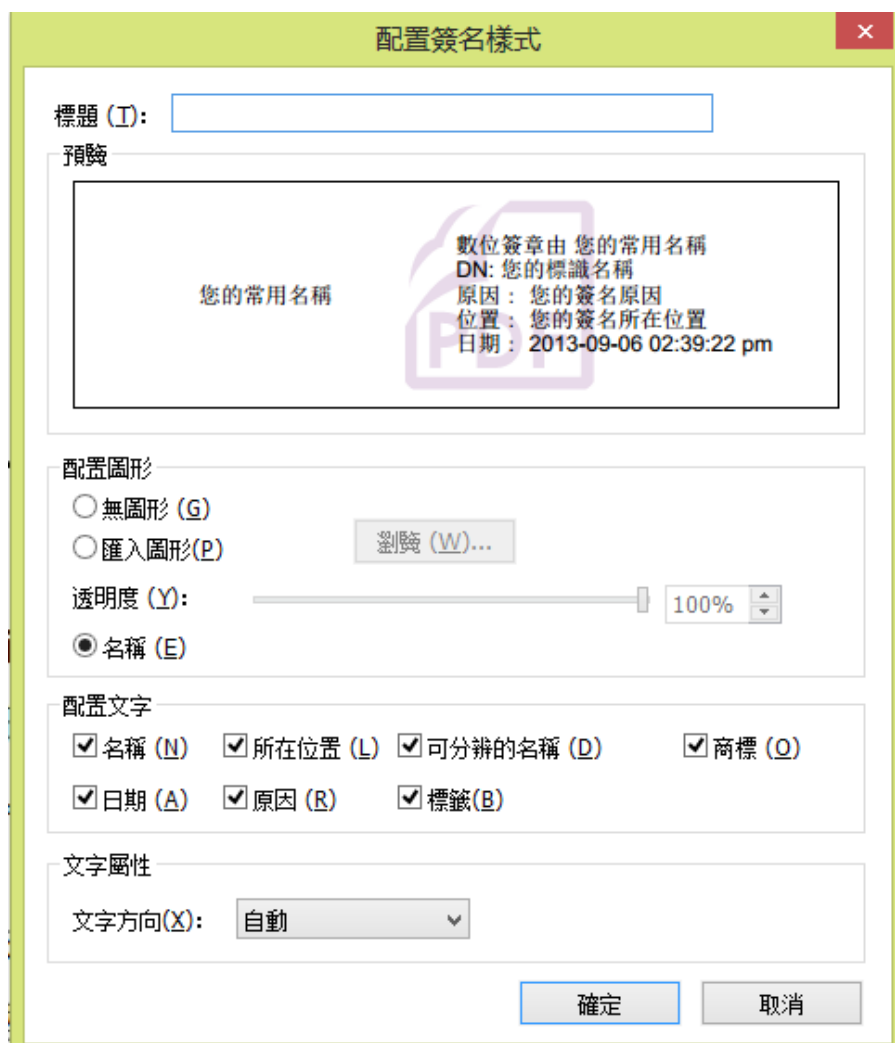 配置簽名樣式
標題 (T):
預覽
您的常用名稱
數位簽章由 您的常用名稱
DN: 您的標識名稱
原因： 您的簽名原因
位置： 您的簽名所在位置
日期： 2013-09-06 02:39:22 pm
PDF
配置圖形
無圖形 (G)
匯入圖形(P)
瀏覽 (W)...
透明度 (Y):
100%
名稱 (E)
配置文字
名稱 (N) 所在位置 (L) 可分辨的名稱 (D) 商標 (O)
日期 (A) 原因 (R) 標籤(B)
文字屬性
文字方向(X): 自動
確定 取消